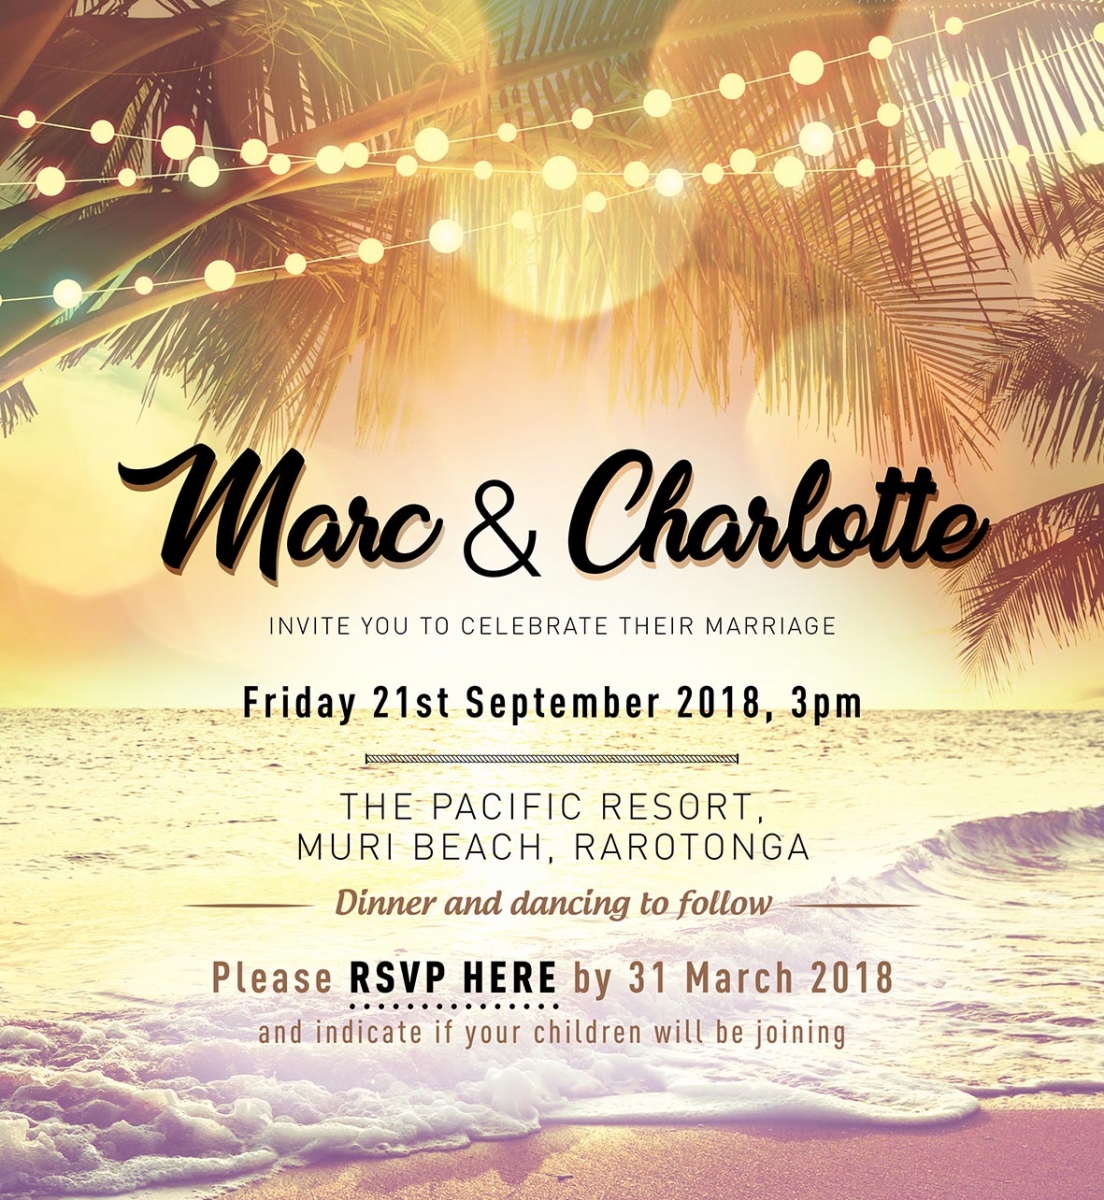 Marc & Charlotte
INVITE YOU TO CELEBRATE THEIR MARRIAGE
Friday 21st September 2018, 3pm
THE PACIFIC RESORT,
MURI BEACH, RAROTONGA
Dinner and dancing to follow
Please RSVP HERE by 31 March 2018
and indicate if your children will be joining